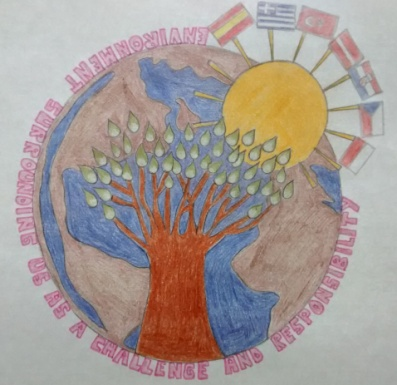 ENVIRONMENT SURROUNDING US AS A CHALLENGE AND RESPONSIBILITY